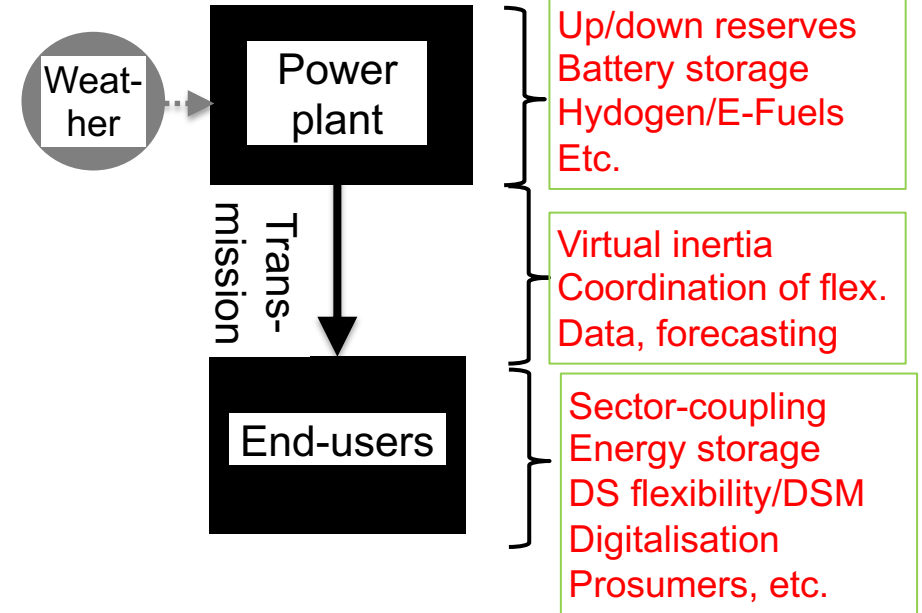 Weat-
her
Power
plant
Up/down reserves
Battery storage
Hydogen/E-Fuels
Etc.
Trans-
mission
Virtual inertia
Coordination of flex.
Data, forecasting
End-users
Sector-coupling
Energy storage
DS flexibility/DSM
Digitalisation
Prosumers, etc.